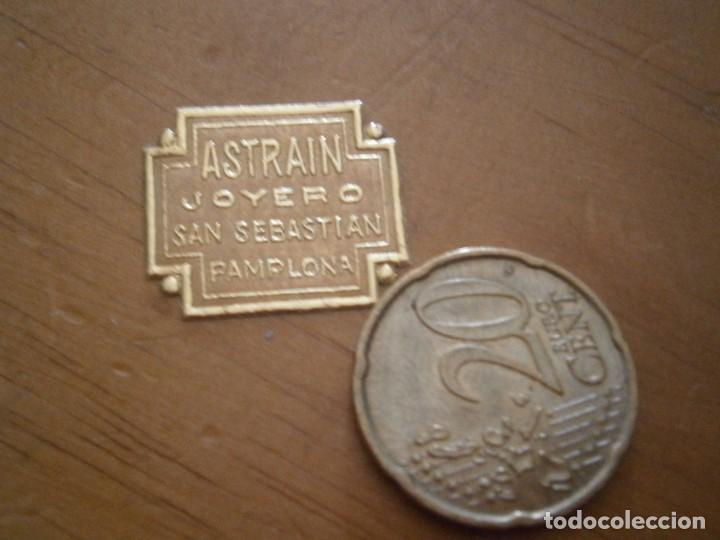 ASTRAIN
JOYERO
SAN SEBASTIAN
PAMPLONA
20
EURO
CENT
todocoleccion